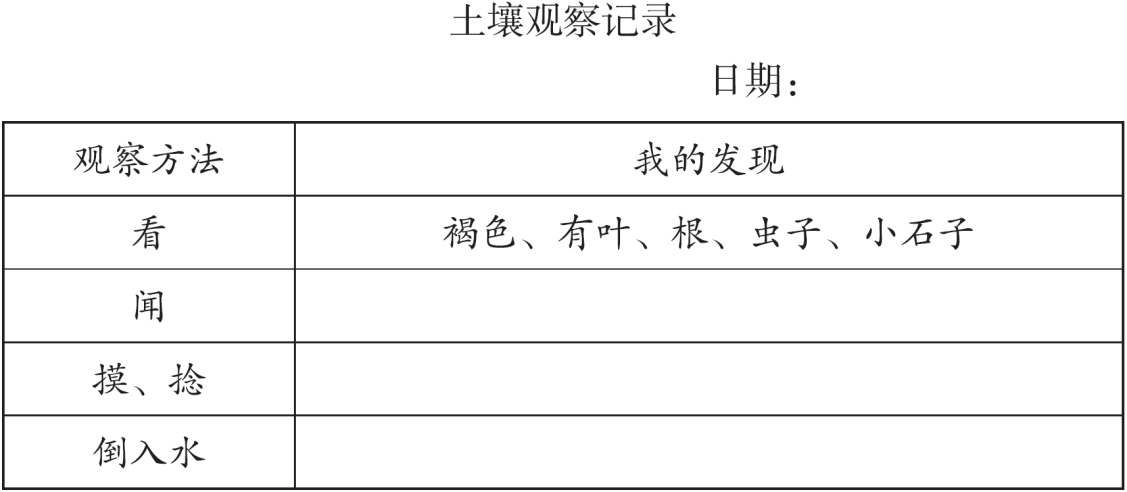 土壤观察记录
日期：
观察方法 我的发现
看 褐色、有叶、根、虫子、小石子
闻
摸、捻
倒入水